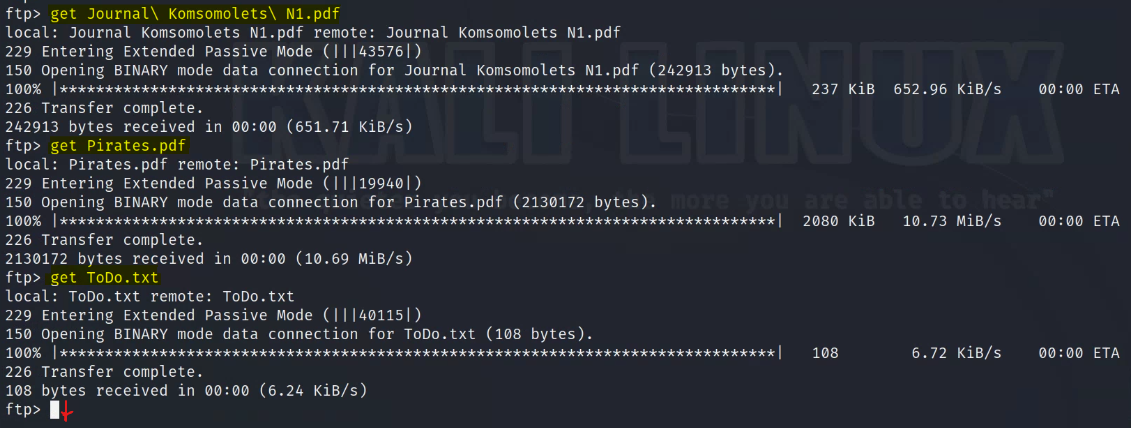 ftp> get Journal\ Komsomolets\ N1.pdf
local: Journal Komsomolets N1.pdf remote: Journal Komsomolets N1.pdf
229 Entering Extended Passive Mode (|||43576|)
150 Opening BINARY mode data connection for Journal Komsomolets N1.pdf (242913 bytes).
100% |*******************************************************************************| 237 KiB 652.96 KiB/s 00:00 ETA
226 Transfer complete.
242913 bytes received in 00:00 (651.71 KiB/s)
KALI LINUX
ftp> get Pirates.pdf
local: Pirates.pdf remote: Pirates.pdf
229 Entering Extended Passive Mode (|||19940|)
more you are able to hear"
150 Opening BINARY mode data connection for Pirates.pdf (2130172 bytes).
100% |*******************************************************************************| 2080 KiB 10.73 MiB/s 00:00 ETA
226 Transfer complete.
2130172 bytes received in 00:00 (10.69 MiB/s)
ftp> get ToDo.txt
local: ToDo.txt remote: ToDo.txt
229 Entering Extended Passive Mode (|||40115|)
150 Opening BINARY mode data connection for ToDo.txt (108 bytes).
100% |*******************************************************************************| 108 6.72 KiB/s 00:00 ETA
226 Transfer complete.
108 bytes received in 00:00 (6.24 KiB/s)
ftp>